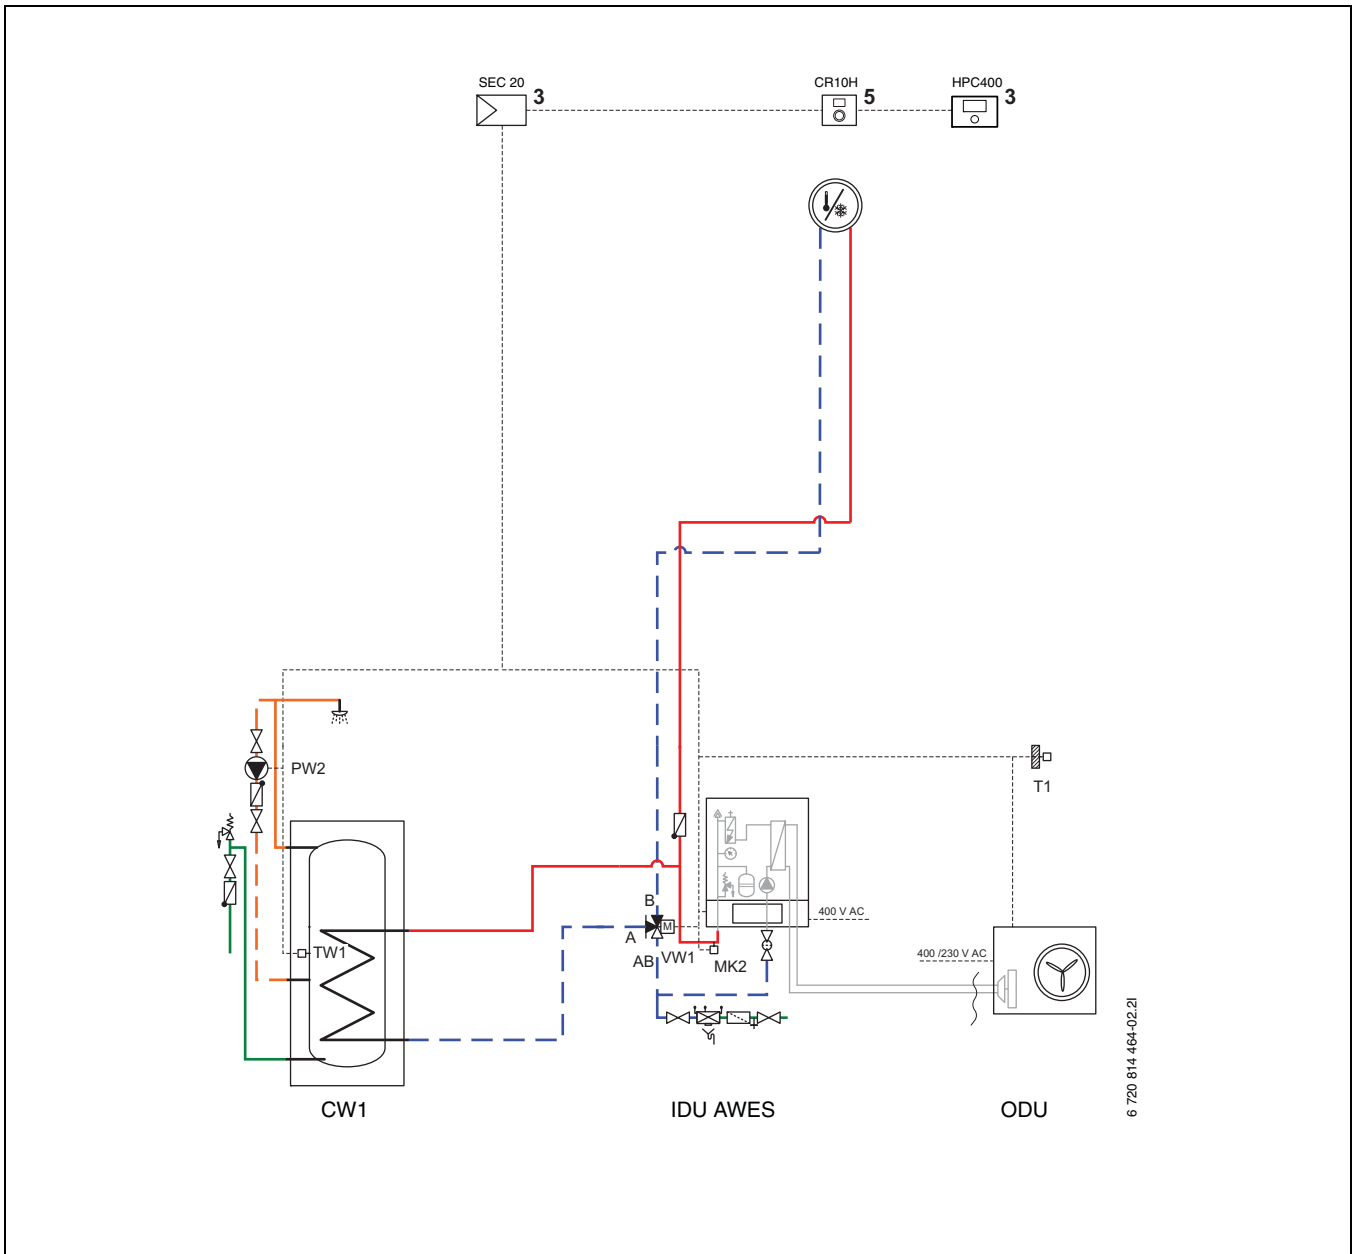 SEC 20
3
CR10H
5
HPC400
3
PW2
T1
B
400 V AC
A
M
TW1
AB
VW1
MK2
400 /230 V AC
6 720 814 464-02.2I
CW1
IDU AWES
ODU